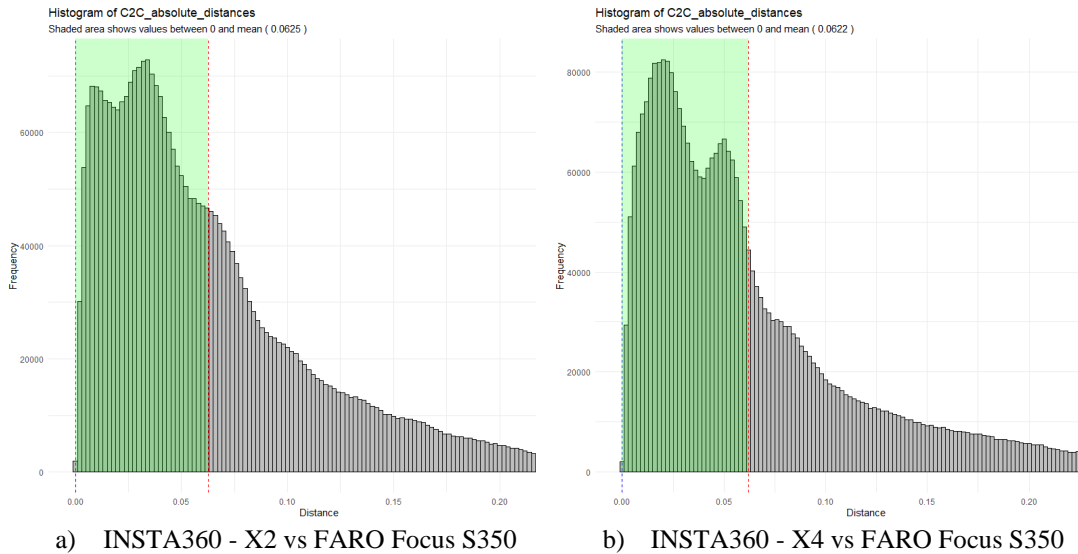 Histogram of C2C_absolute_distances
Shaded area shows values between 0 and mean ( 0.0625 )
60000
40000
20000
0
Frequency
0.00 0.05 0.10 0.15 0.20
Distance
a) INSTA360 - X2 vs FARO Focus S350
Histogram of C2C_absolute_distances
Shaded area shows values between 0 and mean ( 0.0622 )
80000
60000
40000
20000
0
Frequency
0.00 0.05 0.10 0.15 0.20
Distance
b) INSTA360 - X4 vs FARO Focus S350